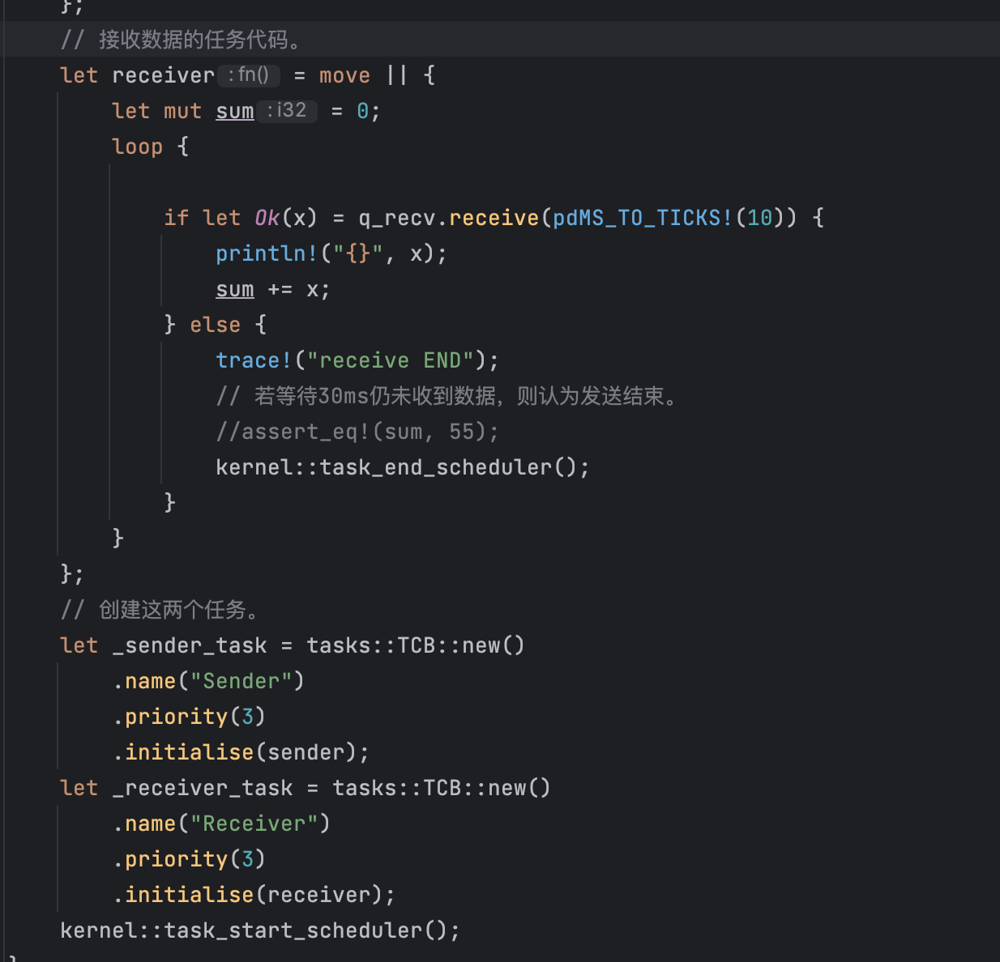 };
// 接收数据的任务代码。
let receiver : fn() = move || {
let mut sum : i32 = 0;
loop {
if let Ok(x) = q_recv.receive(pdMS_TO_TICKS!(10)) {
println!("{}", x);
sum += x;
} else {
trace!("receive END");
// 若等待30ms仍未收到数据，则认为发送结束。
//assert_eq!(sum, 55);
kernel::task_end_scheduler();
}
}
};
// 创建这两个任务。
let _sender_task = tasks::TCB::new()
.name("Sender")
.priority(3)
.initialise(sender);
let _receiver_task = tasks::TCB::new()
.name("Receiver")
.priority(3)
.initialise(receiver);
kernel::task_start_scheduler();
}